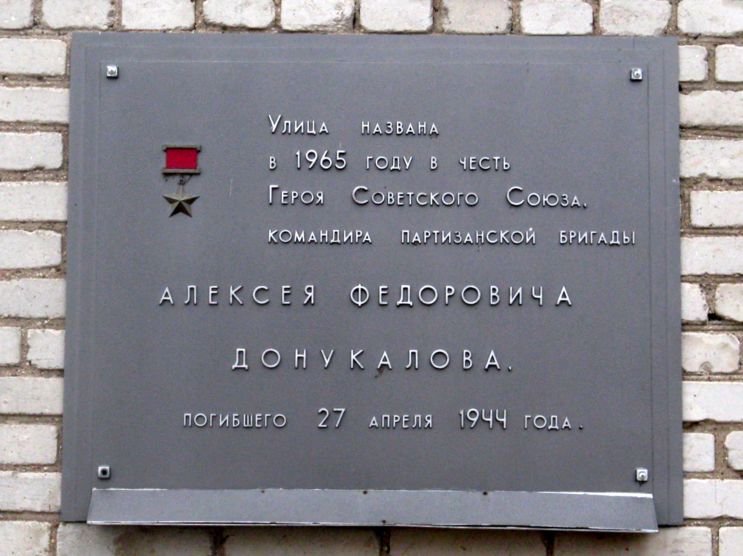 Улица названа
в 1965 году в честь
Героя Советского Союза,
командира партизанской бригады
АЛЕКСЕЯ ФЕДОРОВИЧА
ДОНУКАЛОВА,
погибшего 27 апреля 1944 года.